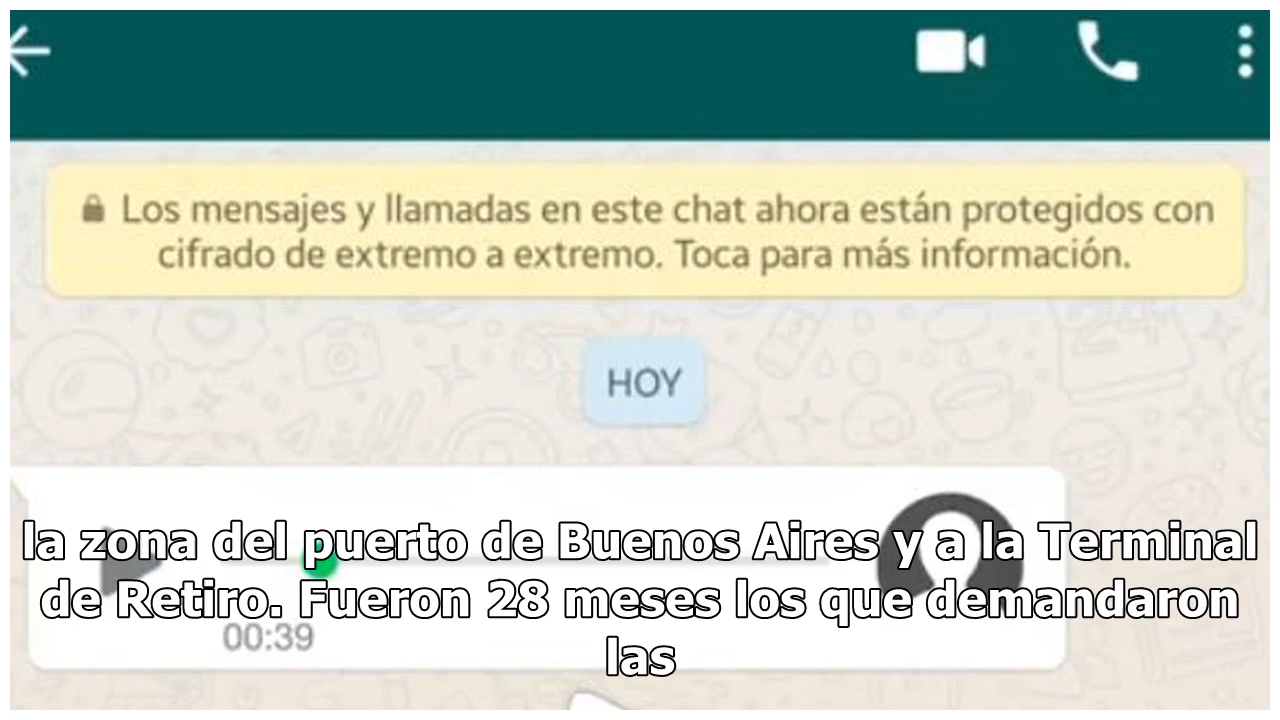 Los mensajes y llamadas en este chat ahora están protegidos con
cifrado de extremo a extremo. Toca para más información.
HOY
la zona del puerto de Buenos Aires y a la Terminal
de Retiro. Fueron 28 meses los que demandaron
00:39
las